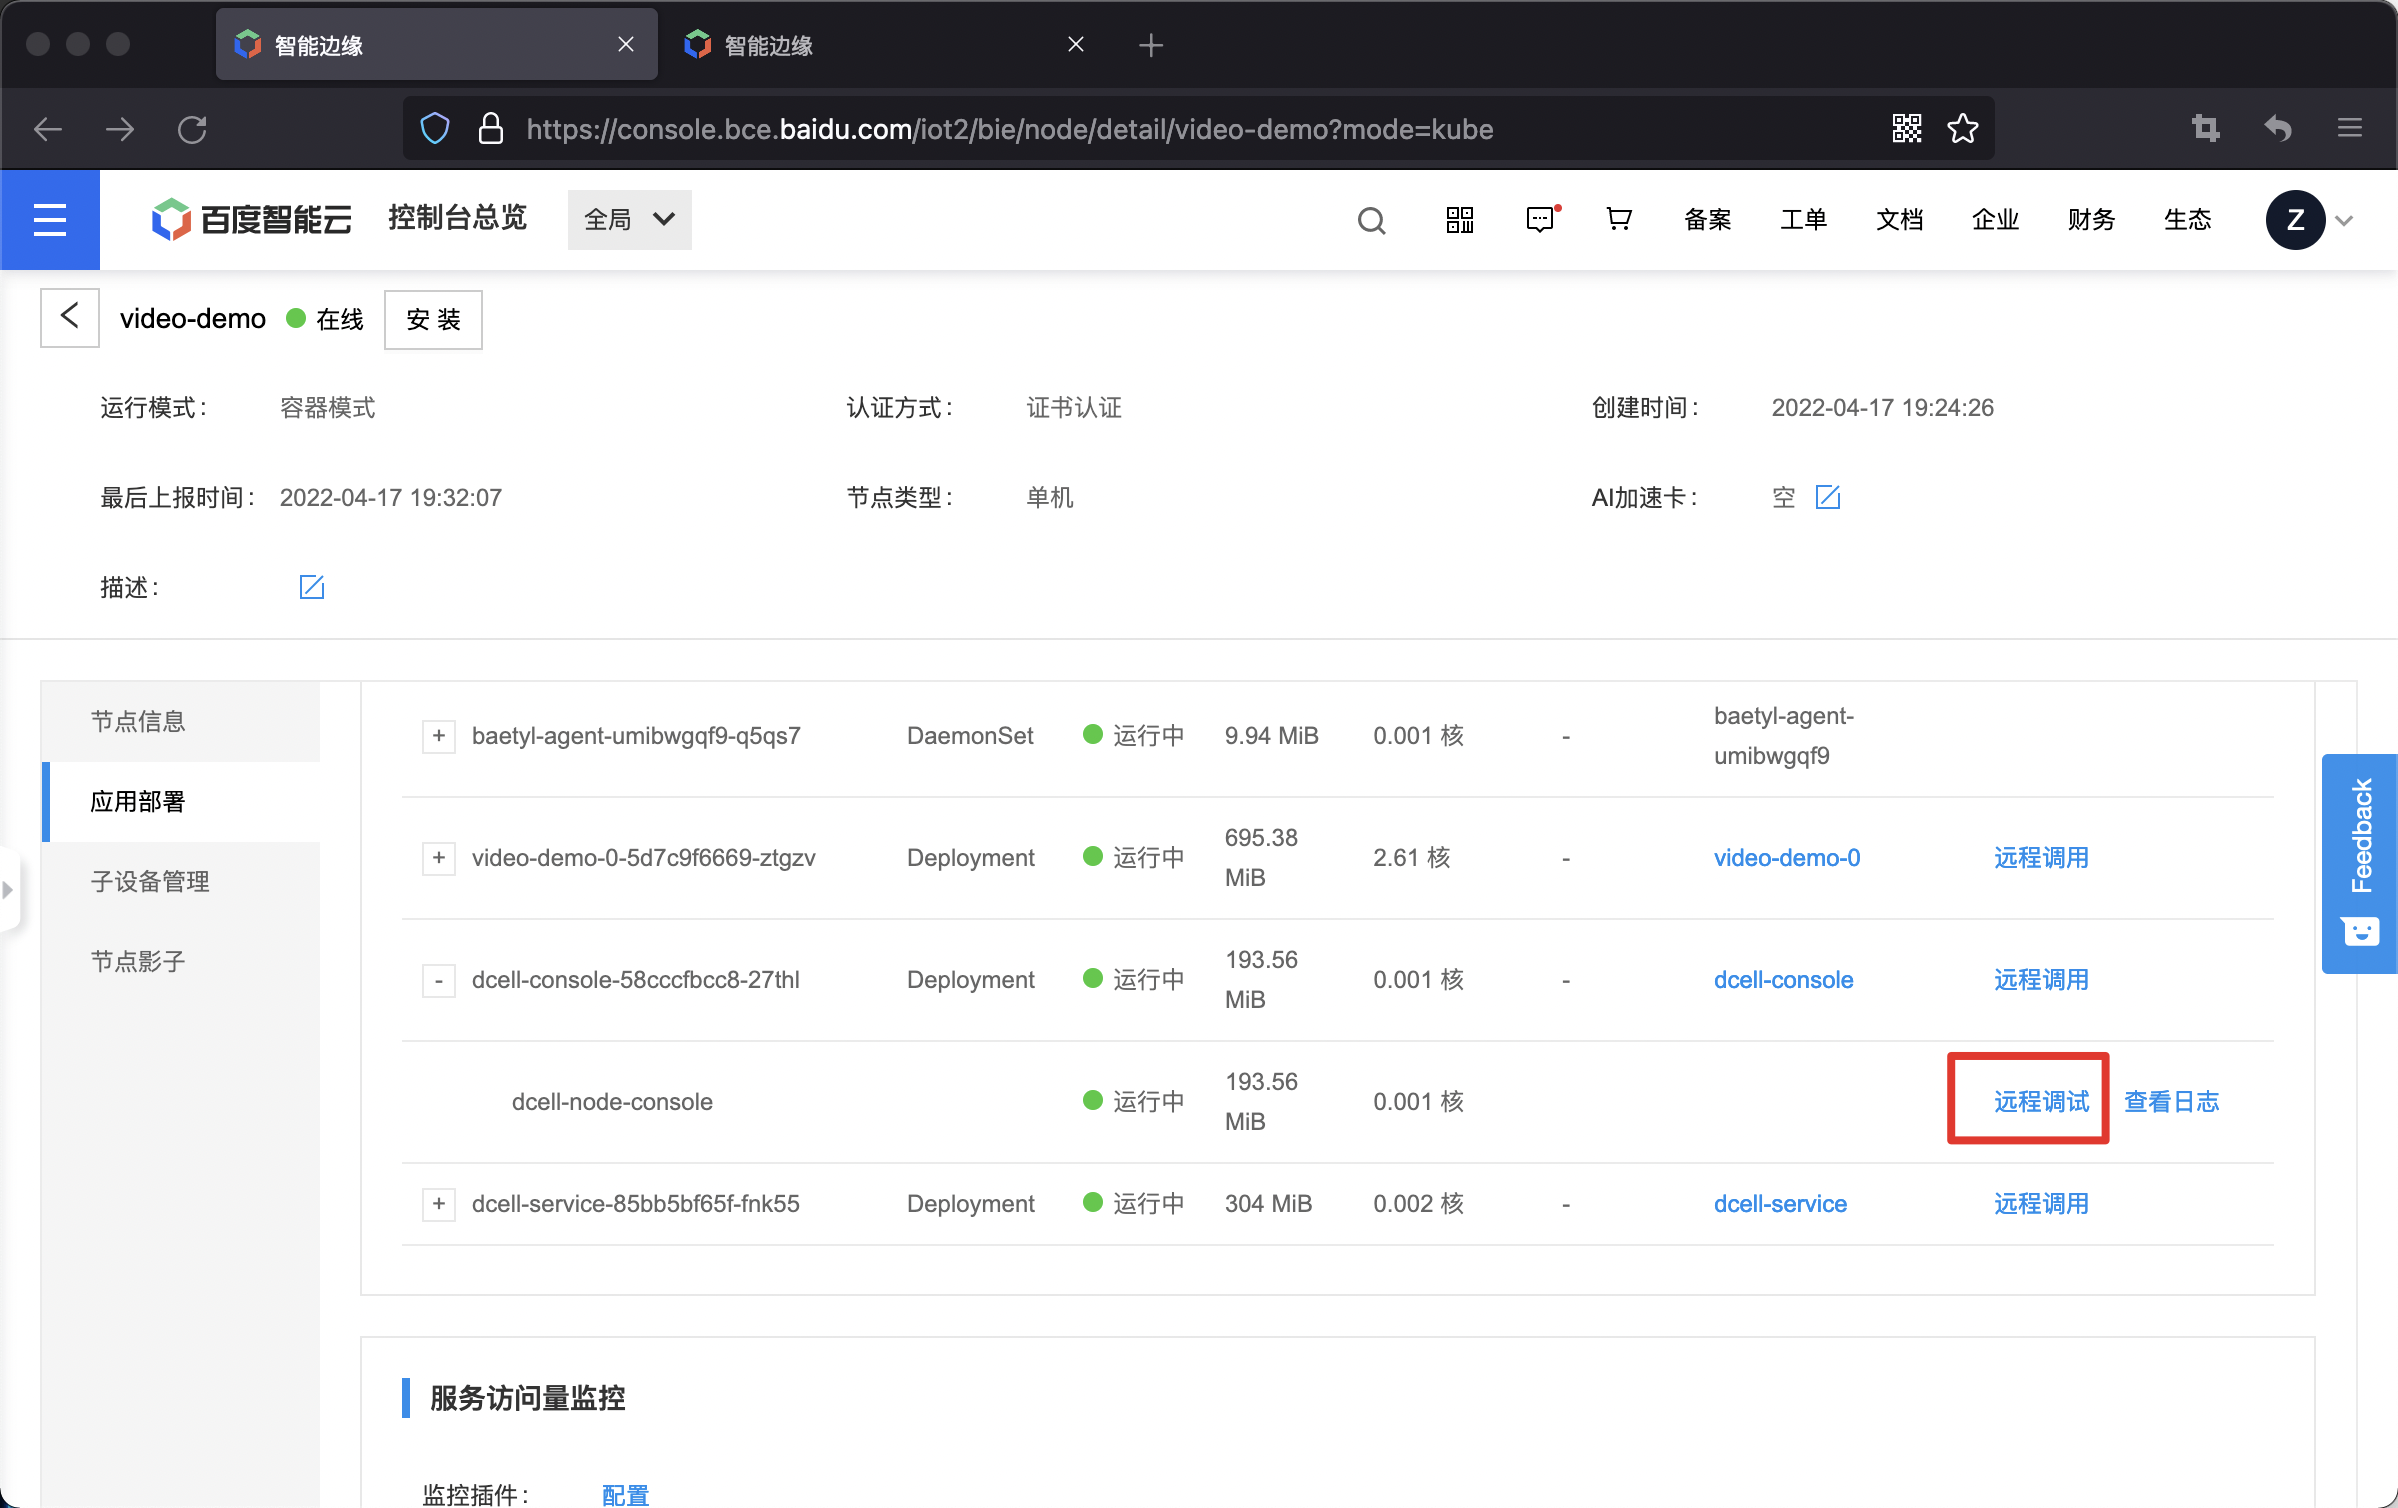 智能边缘
智能边缘
https://console.bce.baidu.com/iot2/bie/node/detail/video-demo?mode=kube
百度智能云 控制台总览 全局 备案 工单 文档 企业 财务 生态 Z
video-demo 在线 安 装
运行模式： 容器模式 认证方式： 证书认证 创建时间： 2022-04-17 19:24:26
最后上报时间： 2022-04-17 19:32:07 节点类型： 单机 AI加速卡： 空
描述：
节点信息
应用部署
子设备管理
节点影子
+ baetyl-agent-umibwgqf9-q5qs7 DaemonSet 运行中 9.94 MiB 0.001 核 - baetyl-agent-
umibwgqf9
+ video-demo-0-5d7c9f6669-ztgzv Deployment 运行中 695.38
MiB 2.61 核 - video-demo-0 远程调用
- dcell-console-58cccfbcc8-27thl Deployment 运行中 193.56
MiB 0.001 核 - dcell-console 远程调用
dcell-node-console 运行中 193.56
MiB 0.001 核 远程调试 查看日志
+ dcell-service-85bb5bf65f-fnk55 Deployment 运行中 304 MiB 0.002 核 - dcell-service 远程调用
Feedback
服务访问量监控
监控插件： 配置